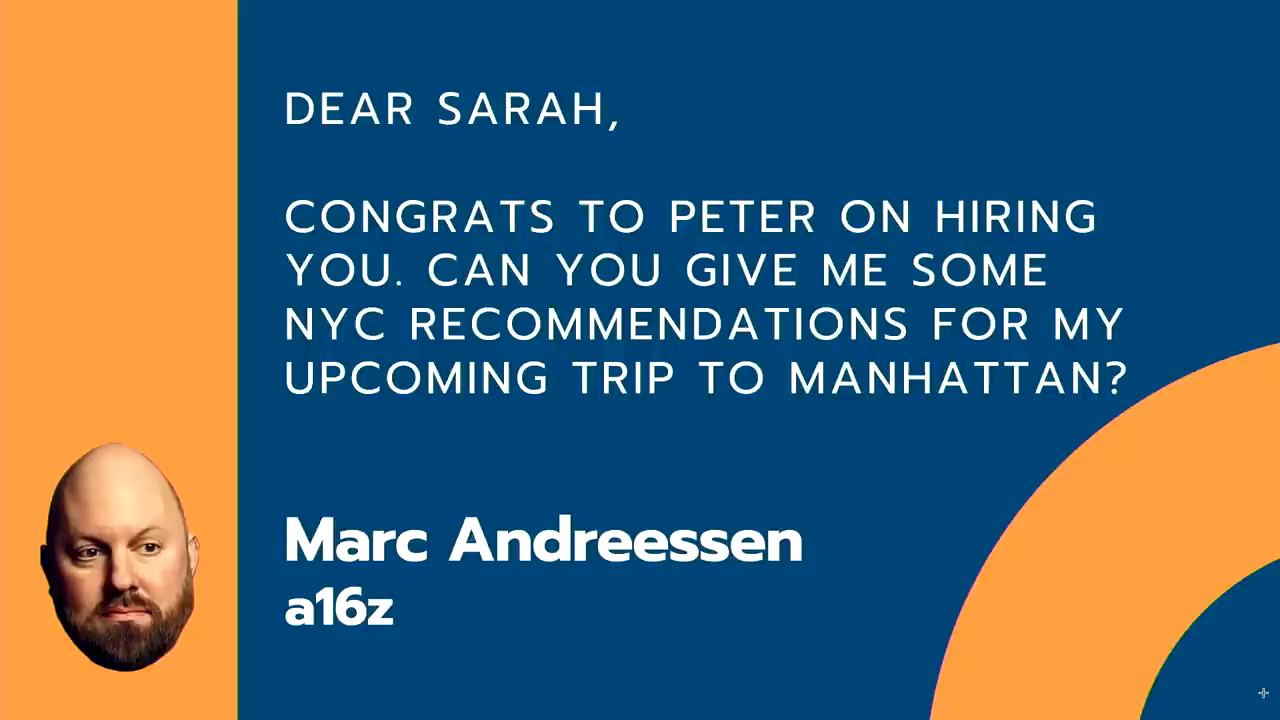 DEAR SARAH,
CONGRATS TO PETER ON HIRING
YOU. CAN YOU GIVE ME SOME
NYC RECOMMENDATIONS FOR MY
UPCOMING TRIP TO MANHATTAN?
Marc Andreessen
a16z